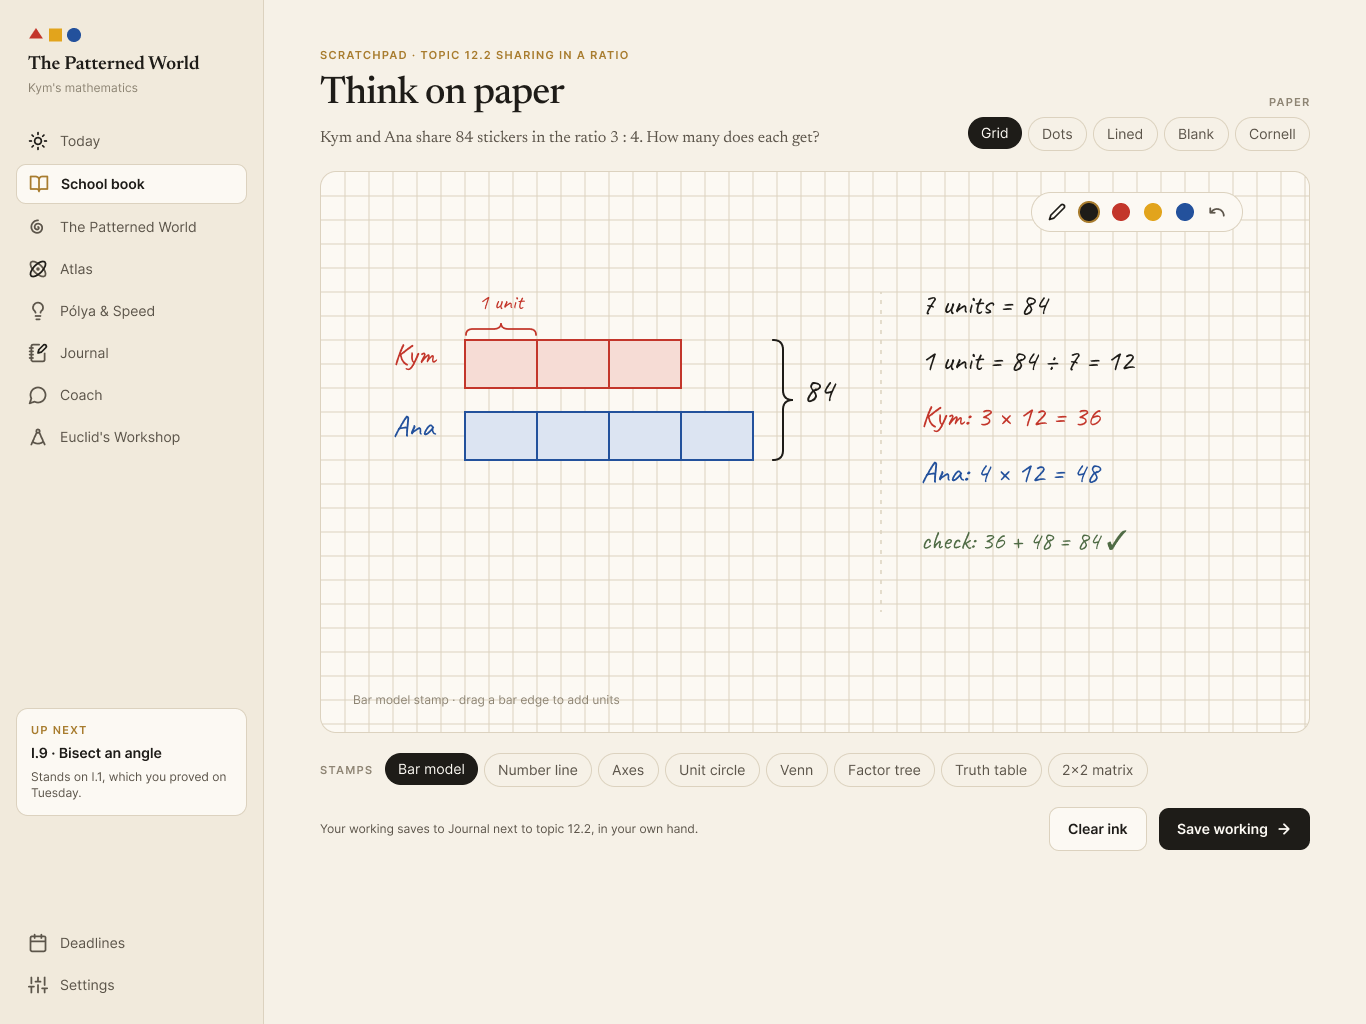 The Patterned World
Kym's mathematics
Today
School book
The Patterned World
Atlas
Pólya & Speed
Journal
Coach
Euclid's Workshop
UP NEXT
I.9 · Bisect an angle
Stands on I.1, which you proved on
Tuesday.
Deadlines
Settings
SCRATCHPAD · TOPIC 12.2 SHARING IN A RATIO
Think on paper
Kym and Ana share 84 stickers in the ratio 3 : 4. How many does each get?
PAPER
Grid Dots Lined Blank Cornell
1 unit
Kym
Ana
84
7 units = 84
1 unit = 84 ÷ 7 = 12
Kym: 3 × 12 = 36
Ana: 4 × 12 = 48
check: 36 + 48 = 84 ✓
Bar model stamp · drag a bar edge to add units
STAMPS Bar model Number line Axes Unit circle Venn Factor tree Truth table 2×2 matrix
Your working saves to Journal next to topic 12.2, in your own hand.
Clear ink Save working →